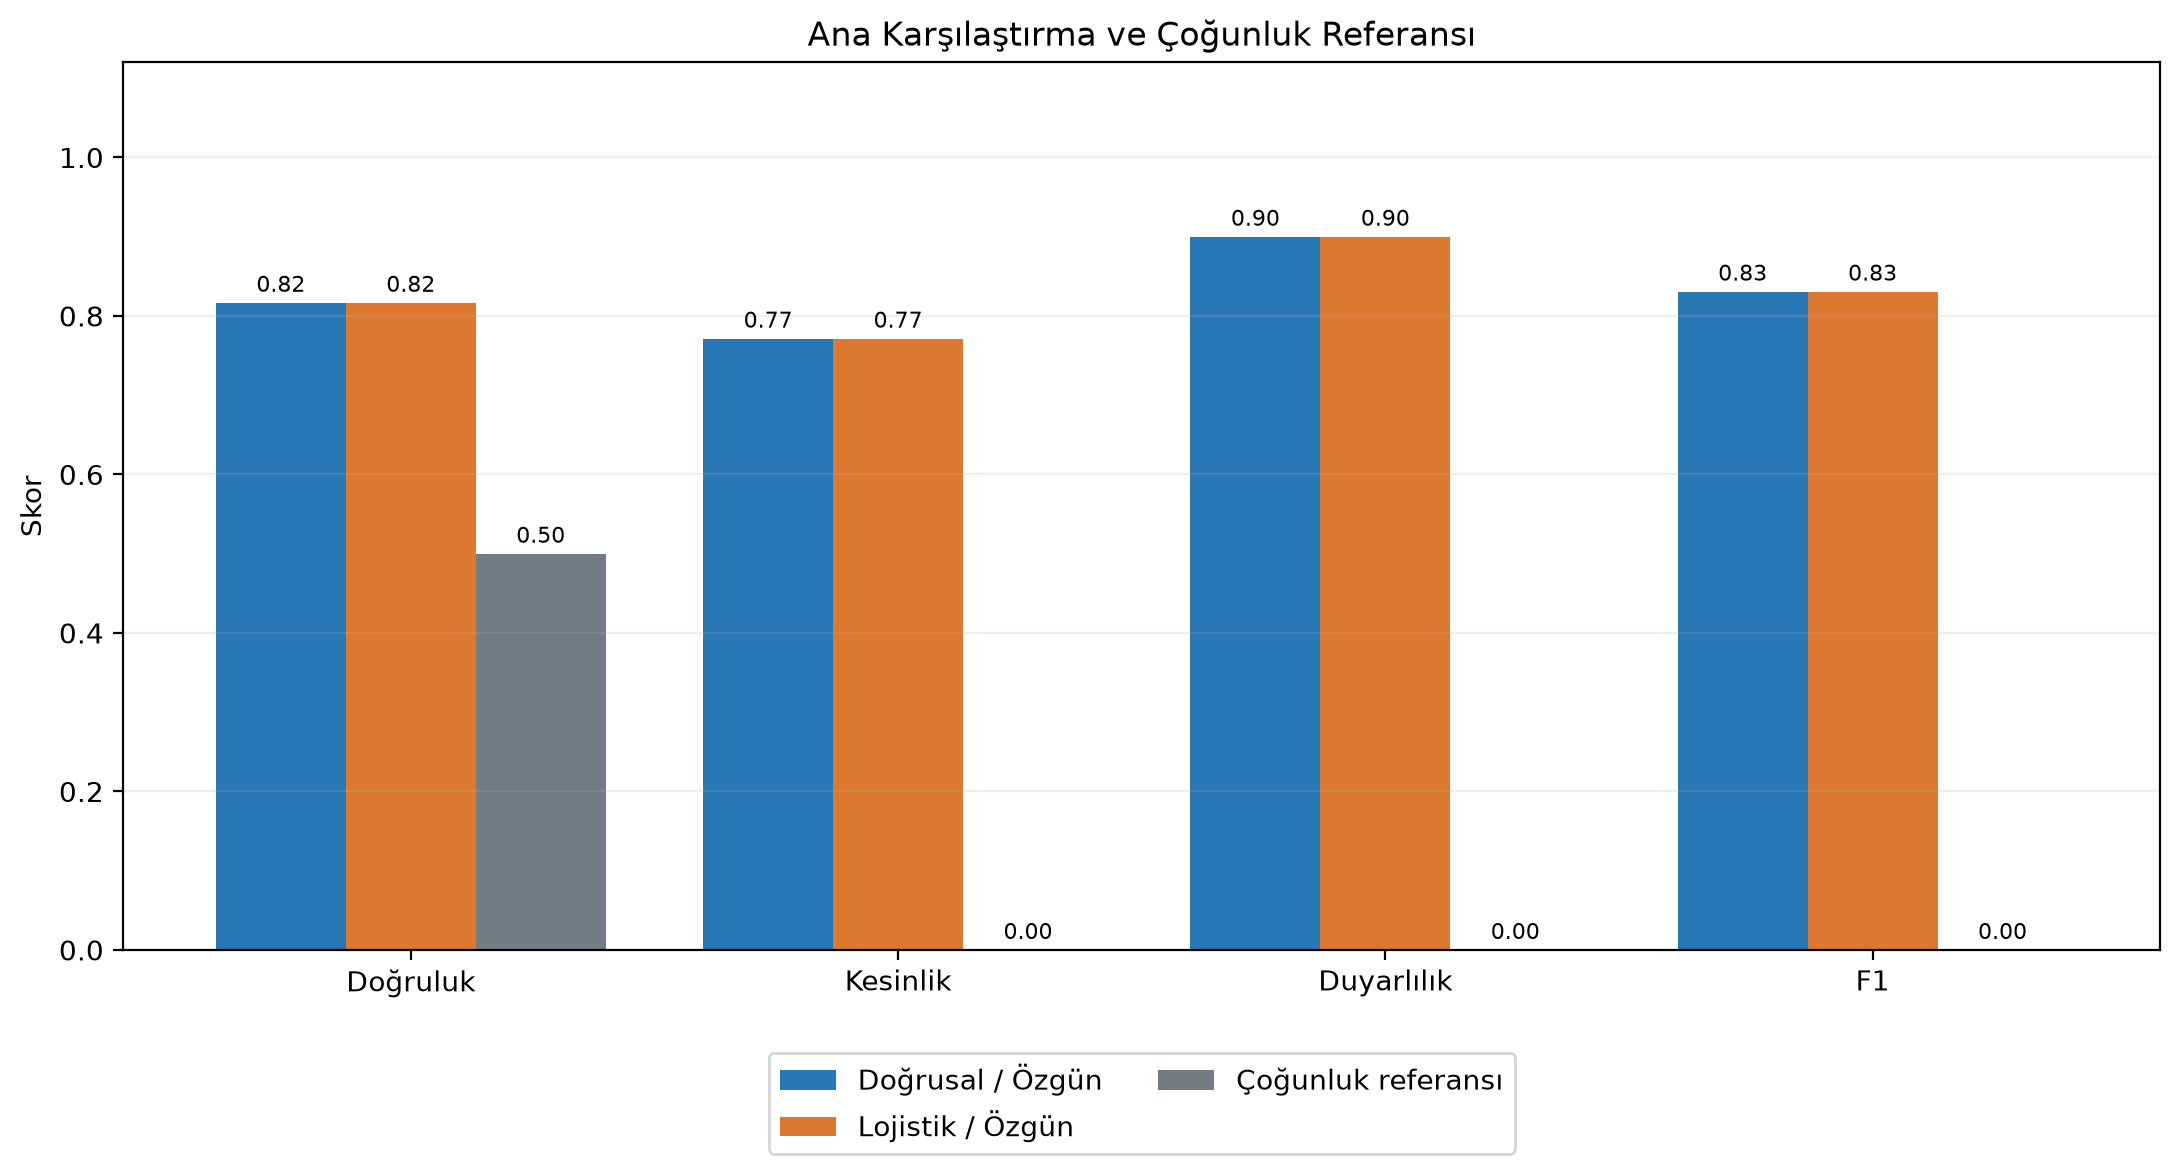 Ana Karşılaştırma ve Çoğunluk Referansı
Skor
1.0
0.8
0.6
0.4
0.2
0.0
0.82
0.82
0.50
0.77
0.77
0.00
0.90
0.90
0.00
0.83
0.83
0.00
Doğruluk
Kesinlik
Duyarlılık
F1
Doğrusal / Özgün
Lojistik / Özgün
Çoğunluk referansı